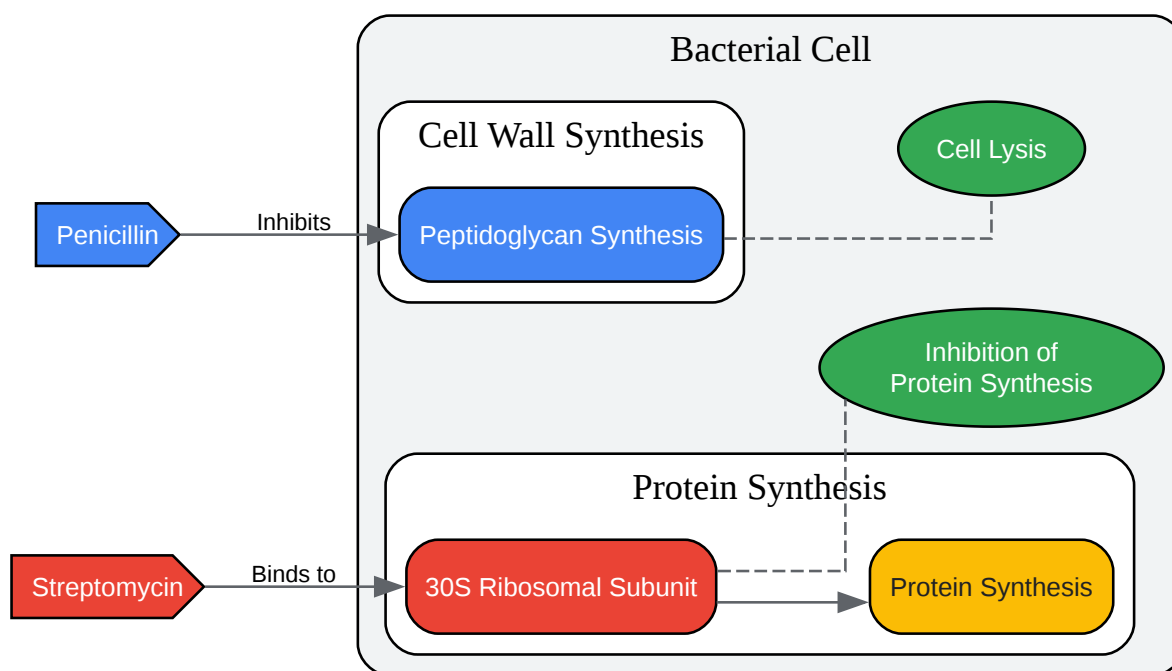 Bacterial Cell
Cell Wall Synthesis
Cell Lysis
Penicillin
Inhibits
Peptidoglycan Synthesis
Inhibition of
Protein Synthesis
Protein Synthesis
Streptomycin
Binds to
30S Ribosomal Subunit
Protein Synthesis